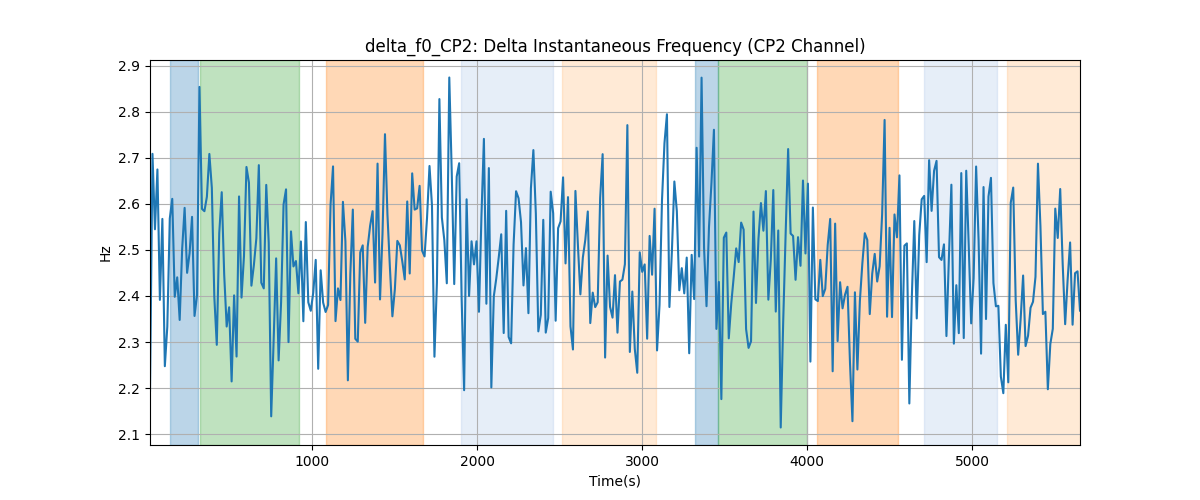 delta_f0_CP2: Delta Instantaneous Frequency (CP2 Channel)
2.9
2.8
2.7
2.6
2.5
2.4
2.3
2.2
2.1
Hz
1000 2000 3000 4000 5000
Time(s)